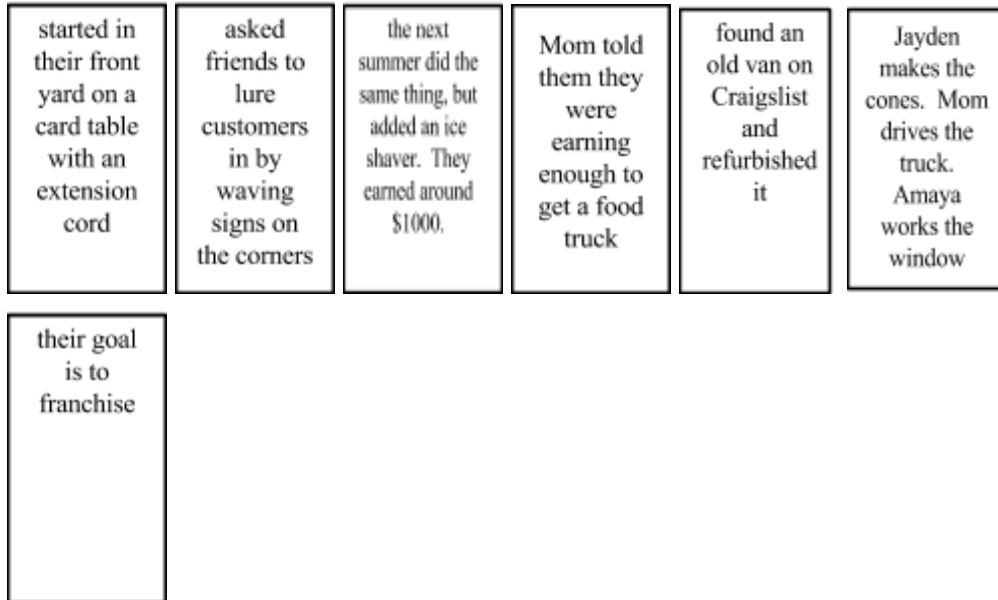 started in
their front
yard on a
card table
with an
extension
cord
asked
friends to
lure
customers
in by
waving
signs on
the corners
the next
summer did the
same thing, but
added an ice
shaver. They
earned around
$1000.
Mom told
them they
were
earning
enough to
get a food
truck
found an
old van on
Craigslist
and
refurbished
it
Jayden
makes the
cones. Mom
drives the
truck.
Amaya
works the
window
their goal
is to
franchise